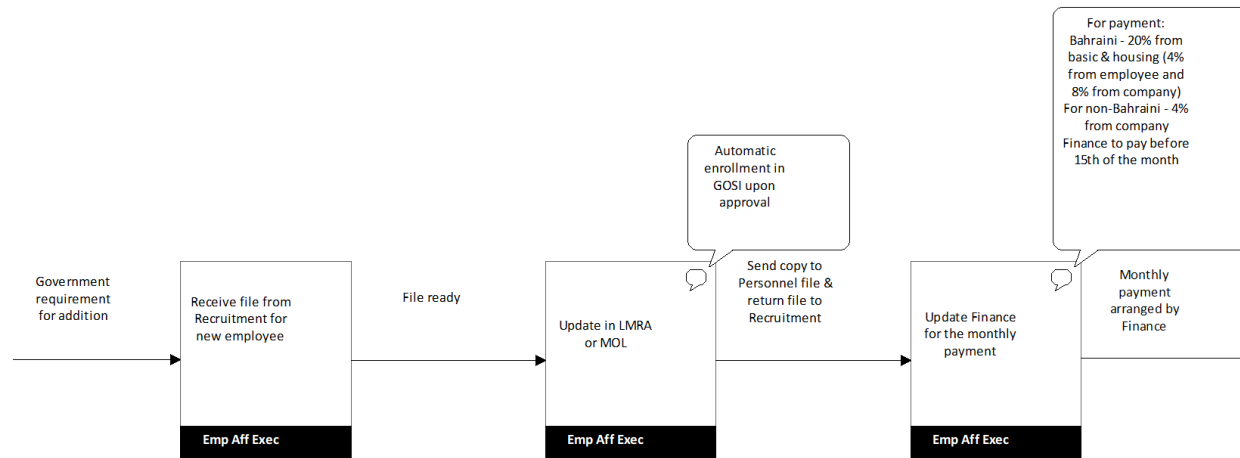 Government
requirement
for addition
Receive file from
Recruitment for
new employee
Emp Aff Exec
File ready
Update in LMRA
or MOL
Emp Aff Exec
Automatic
enrollment in
GOSI upon
approval
Send copy to
Personnel file &
return file to
Recruitment
Update Finance
for the monthly
payment
Emp Aff Exec
For payment:
Bahraini - 20% from
basic & housing (4%
from employee and
8% from company)
For non-Bahraini - 4%
from company
Finance to pay before
15th of the month
Monthly
payment
arranged by
Finance